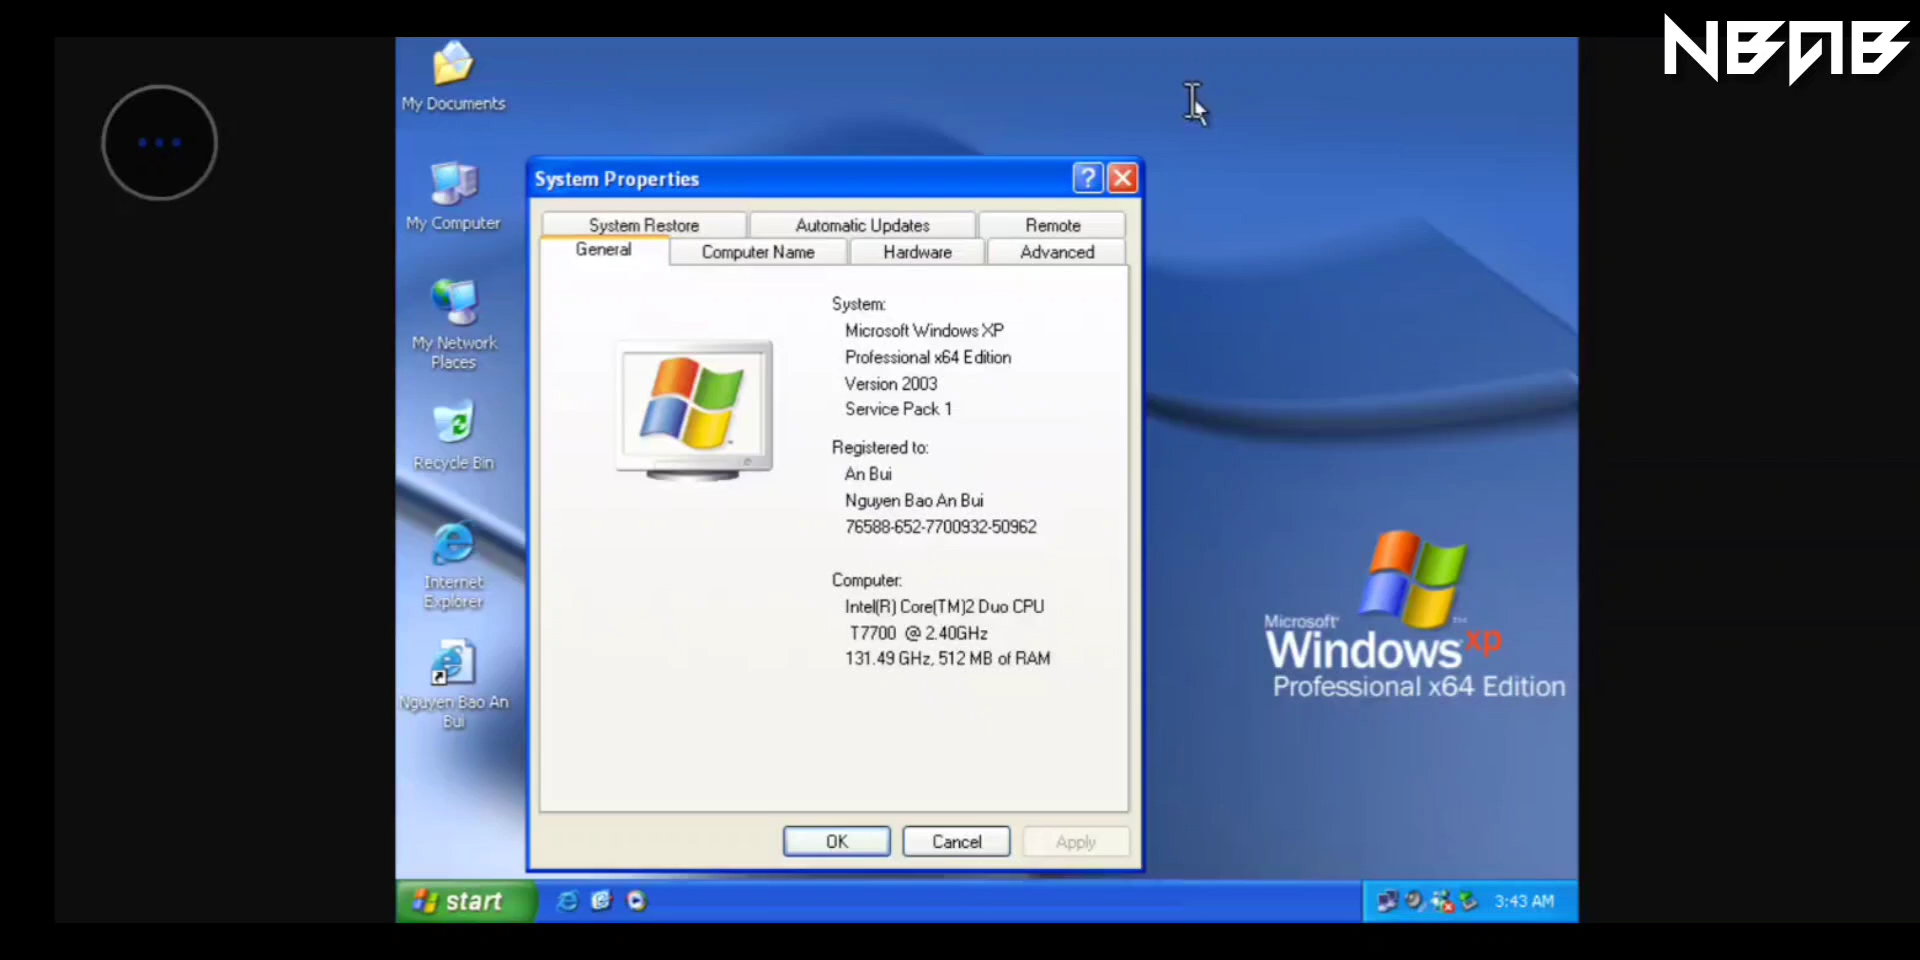 NBAB
My Documents
My Computer
My Network
Places
Recycle Bin
Internet
Explorer
Nguyen Bao An
Bui
System Properties
?
System Restore
Automatic Updates
Remote
General
Computer Name
Hardware
Advanced
System:
Microsoft Windows XP
Professional x64 Edition
Version 2003
Service Pack 1
Registered to:
An Bui
Nguyen Bao An Bui
76588-652-7700932-50962
Computer:
Intel(R) Core(TM)2 Duo CPU
T7700 @ 2.40GHz
131.49 GHz, 512 MB of RAM
OK
Cancel
Apply
Microsoft
Windows xp
Professional x64 Edition
start
3:43 AM